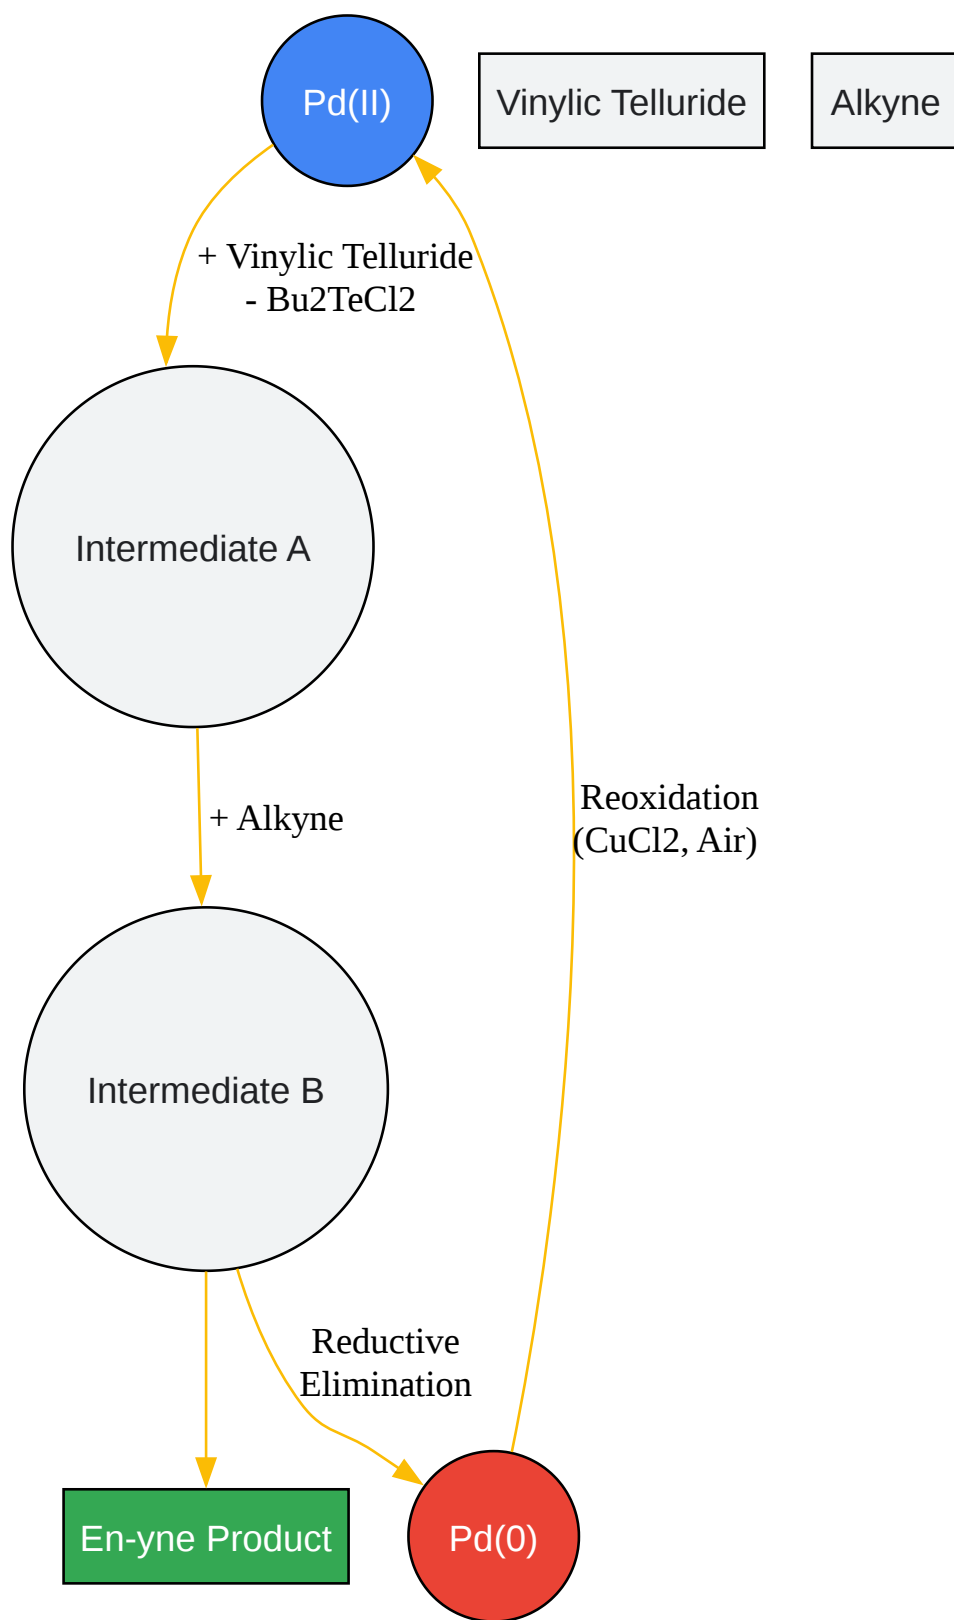 Pd(II)
Vinylic Telluride
Alkyne
+ Vinylic Telluride
- Bu2TeCl2
Intermediate A
Reoxidation
(CuCl2, Air)
+ Alkyne
Intermediate B
Reductive
Elimination
En-yne Product
Pd(0)